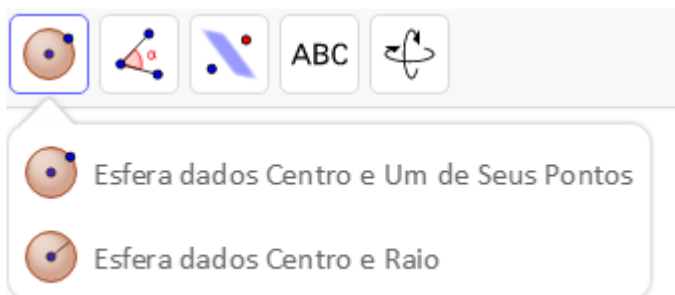 α
ABC
Esfera dados Centro e Um de Seus Pontos
Esfera dados Centro e Raio